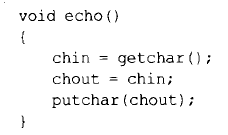 void echo()
{
    chin = getchar();
    chout = chin;
    putchar(chout);
}